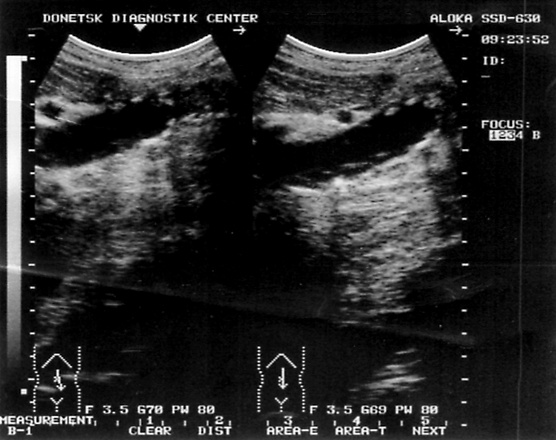 DONETSK DIAGNOSTIK CENTER
ALOKA SSD-630
09:23:52
ID:
FOCUS:
1234 B
F 3.5 G70 PW 80
F 3.5 G69 PW 80
MEASUREMENT
1 2 3 4 5
B-1 CLEAR DIST AREA-E AREA-T NEXT